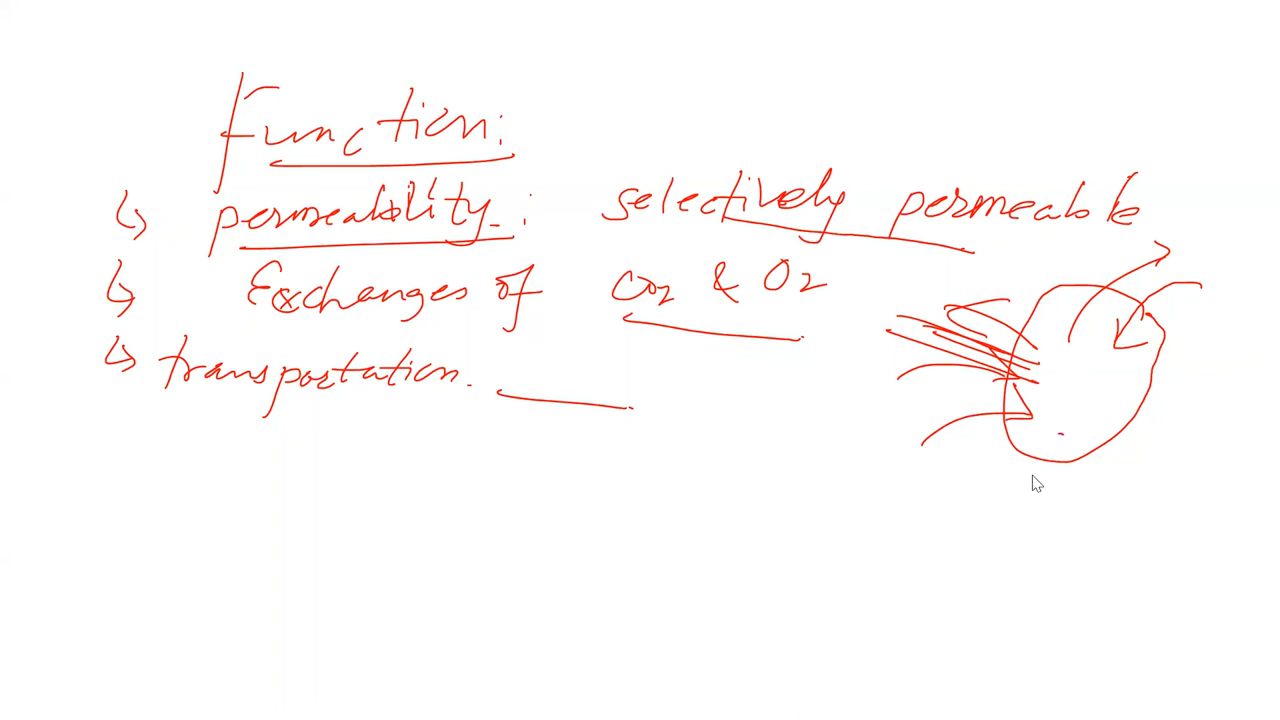 Function:
↳ permeability: selectively permeable
↳ Exchanges of CO2 & O2
↳ transportation.